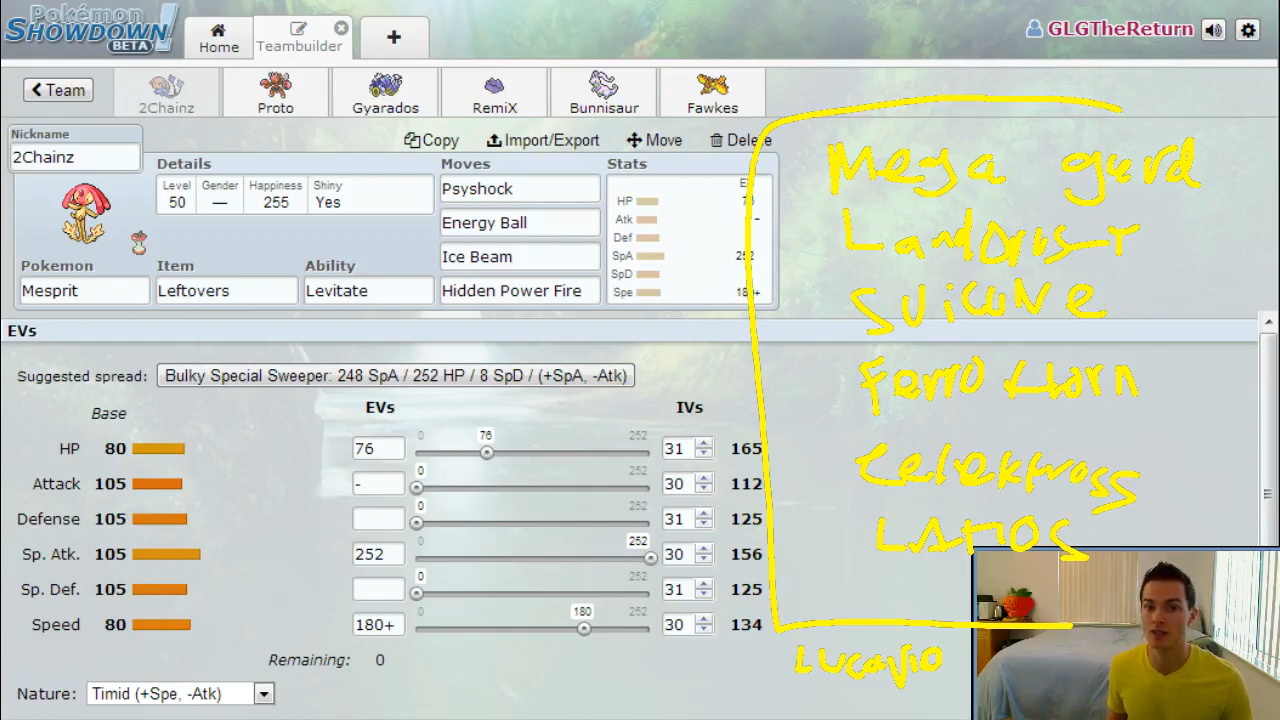 Pokémon
SHOWDOWN! BETA
Home
Teambuilder
+
GLGTheReturn
Team
2Chainz
Proto
Gyarados
RemiX
Bunnisaur
Fawkes
Copy
Import/Export
Move
Delete
Nickname
2Chainz
Details
Level
50
Gender
—
Happiness
255
Shiny
Yes
Pokemon
Mesprit
Item
Leftovers
Ability
Levitate
Moves
Psyshock
Energy Ball
Ice Beam
Hidden Power Fire
Stats
HP
Atk
Def
SpA 252
SpD
Spe
Mega gard
Landorus-T
Suicune
Ferrothorn
LATIOS
Lucario
EVs
Suggested spread: Bulky Special Sweeper: 248 SpA / 252 HP / 8 SpD / (+SpA, -Atk)
Base EVs IVs
HP 80 76 0 76 252 31 165
Attack 105 - 0 252 30 112
Defense 105 0 252 31 125
Sp. Atk. 105 252 0 252 30 156
Sp. Def. 105 0 252 31 125
Speed 80 180+ 0 180 252 30 134
Remaining: 0
Nature: Timid (+Spe, -Atk)